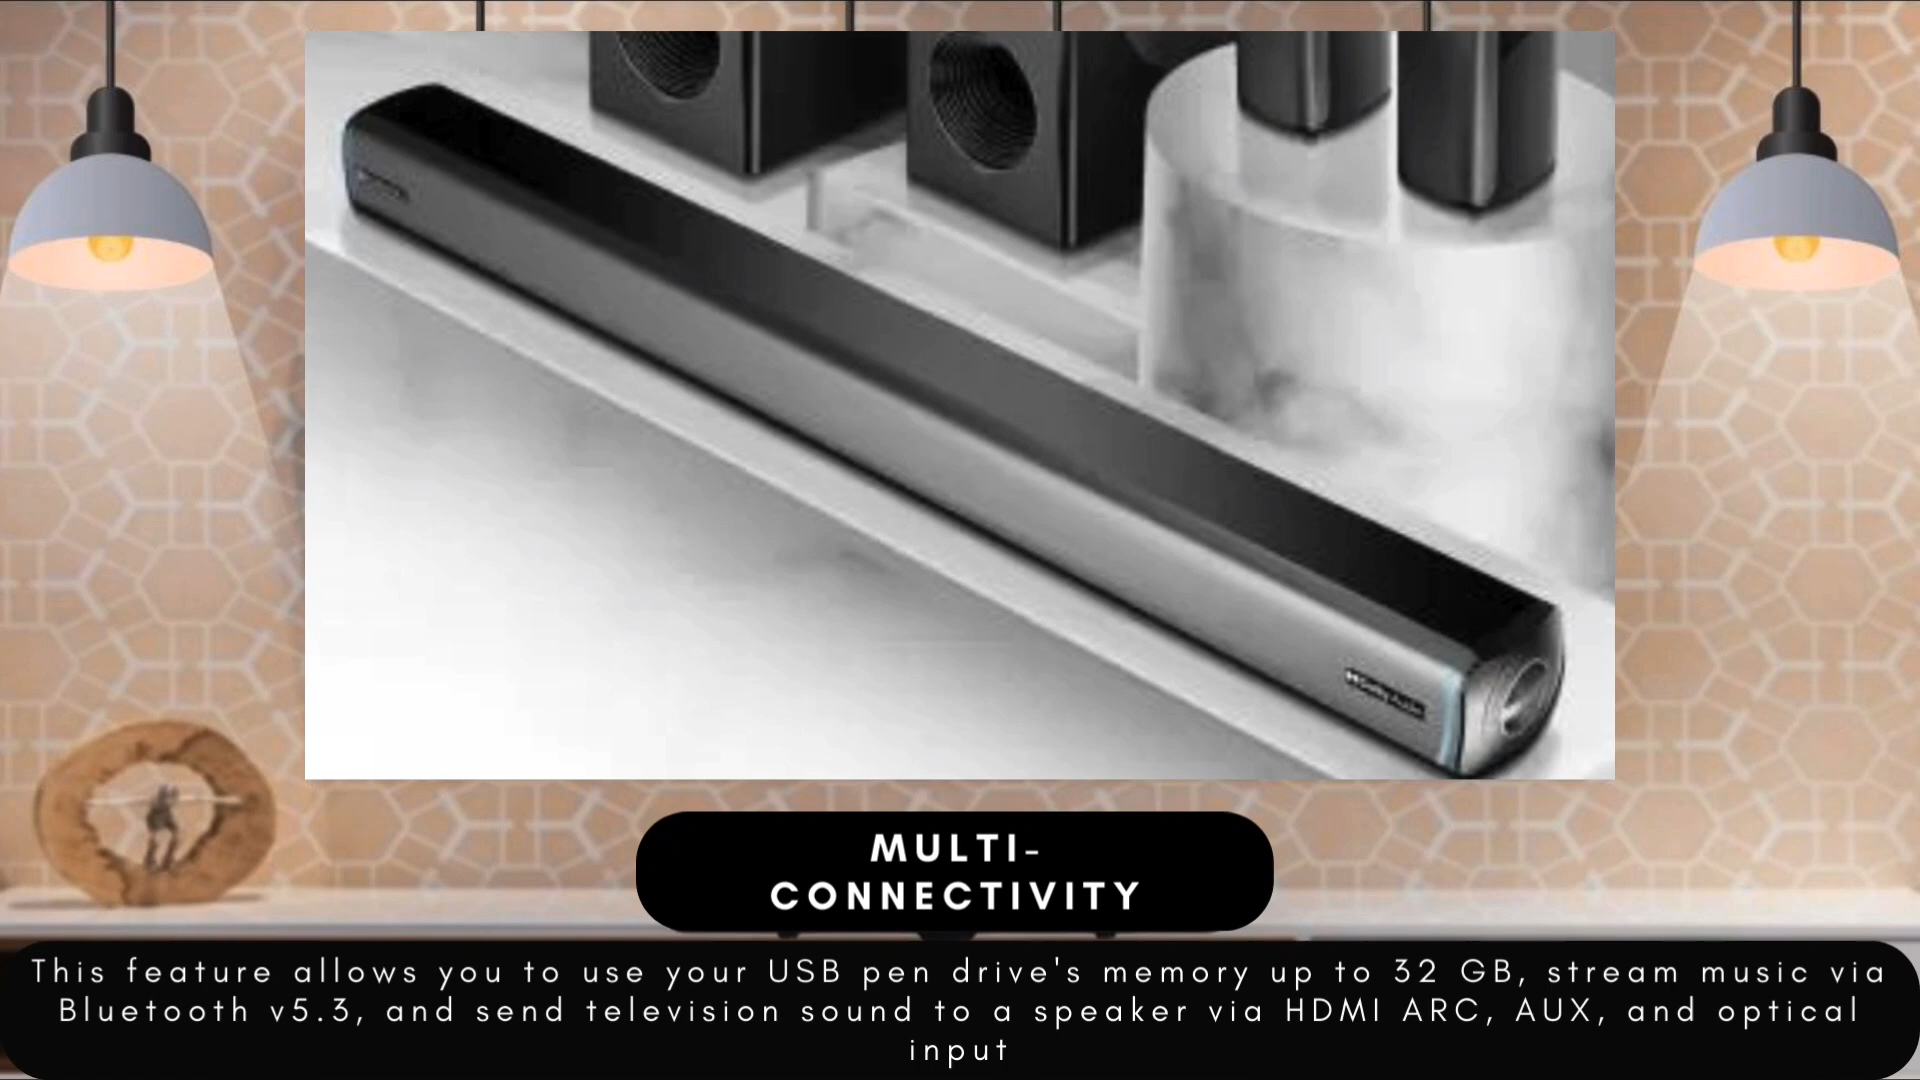 MULTI-
CONNECTIVITY
This feature allows you to use your USB pen drive's memory up to 32 GB, stream music via
Bluetooth v5.3, and send television sound to a speaker via HDMI ARC, AUX, and optical
input